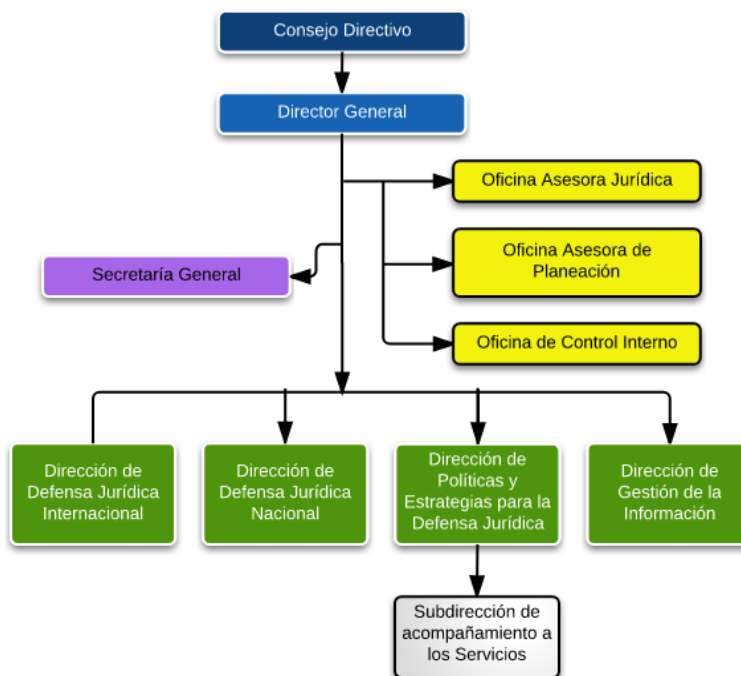 Consejo Directivo
Director General
Oficina Asesora Jurídica
Oficina Asesora de
Planeación
Secretaría General
Oficina de Control Interno
Dirección de
Defensa Jurídica
Internacional
Dirección de
Defensa Jurídica
Nacional
Dirección de
Políticas y
Estrategias para la
Defensa Jurídica
Dirección de
Gestión de la
Información
Subdirección de
acompañamiento a
los Servicios